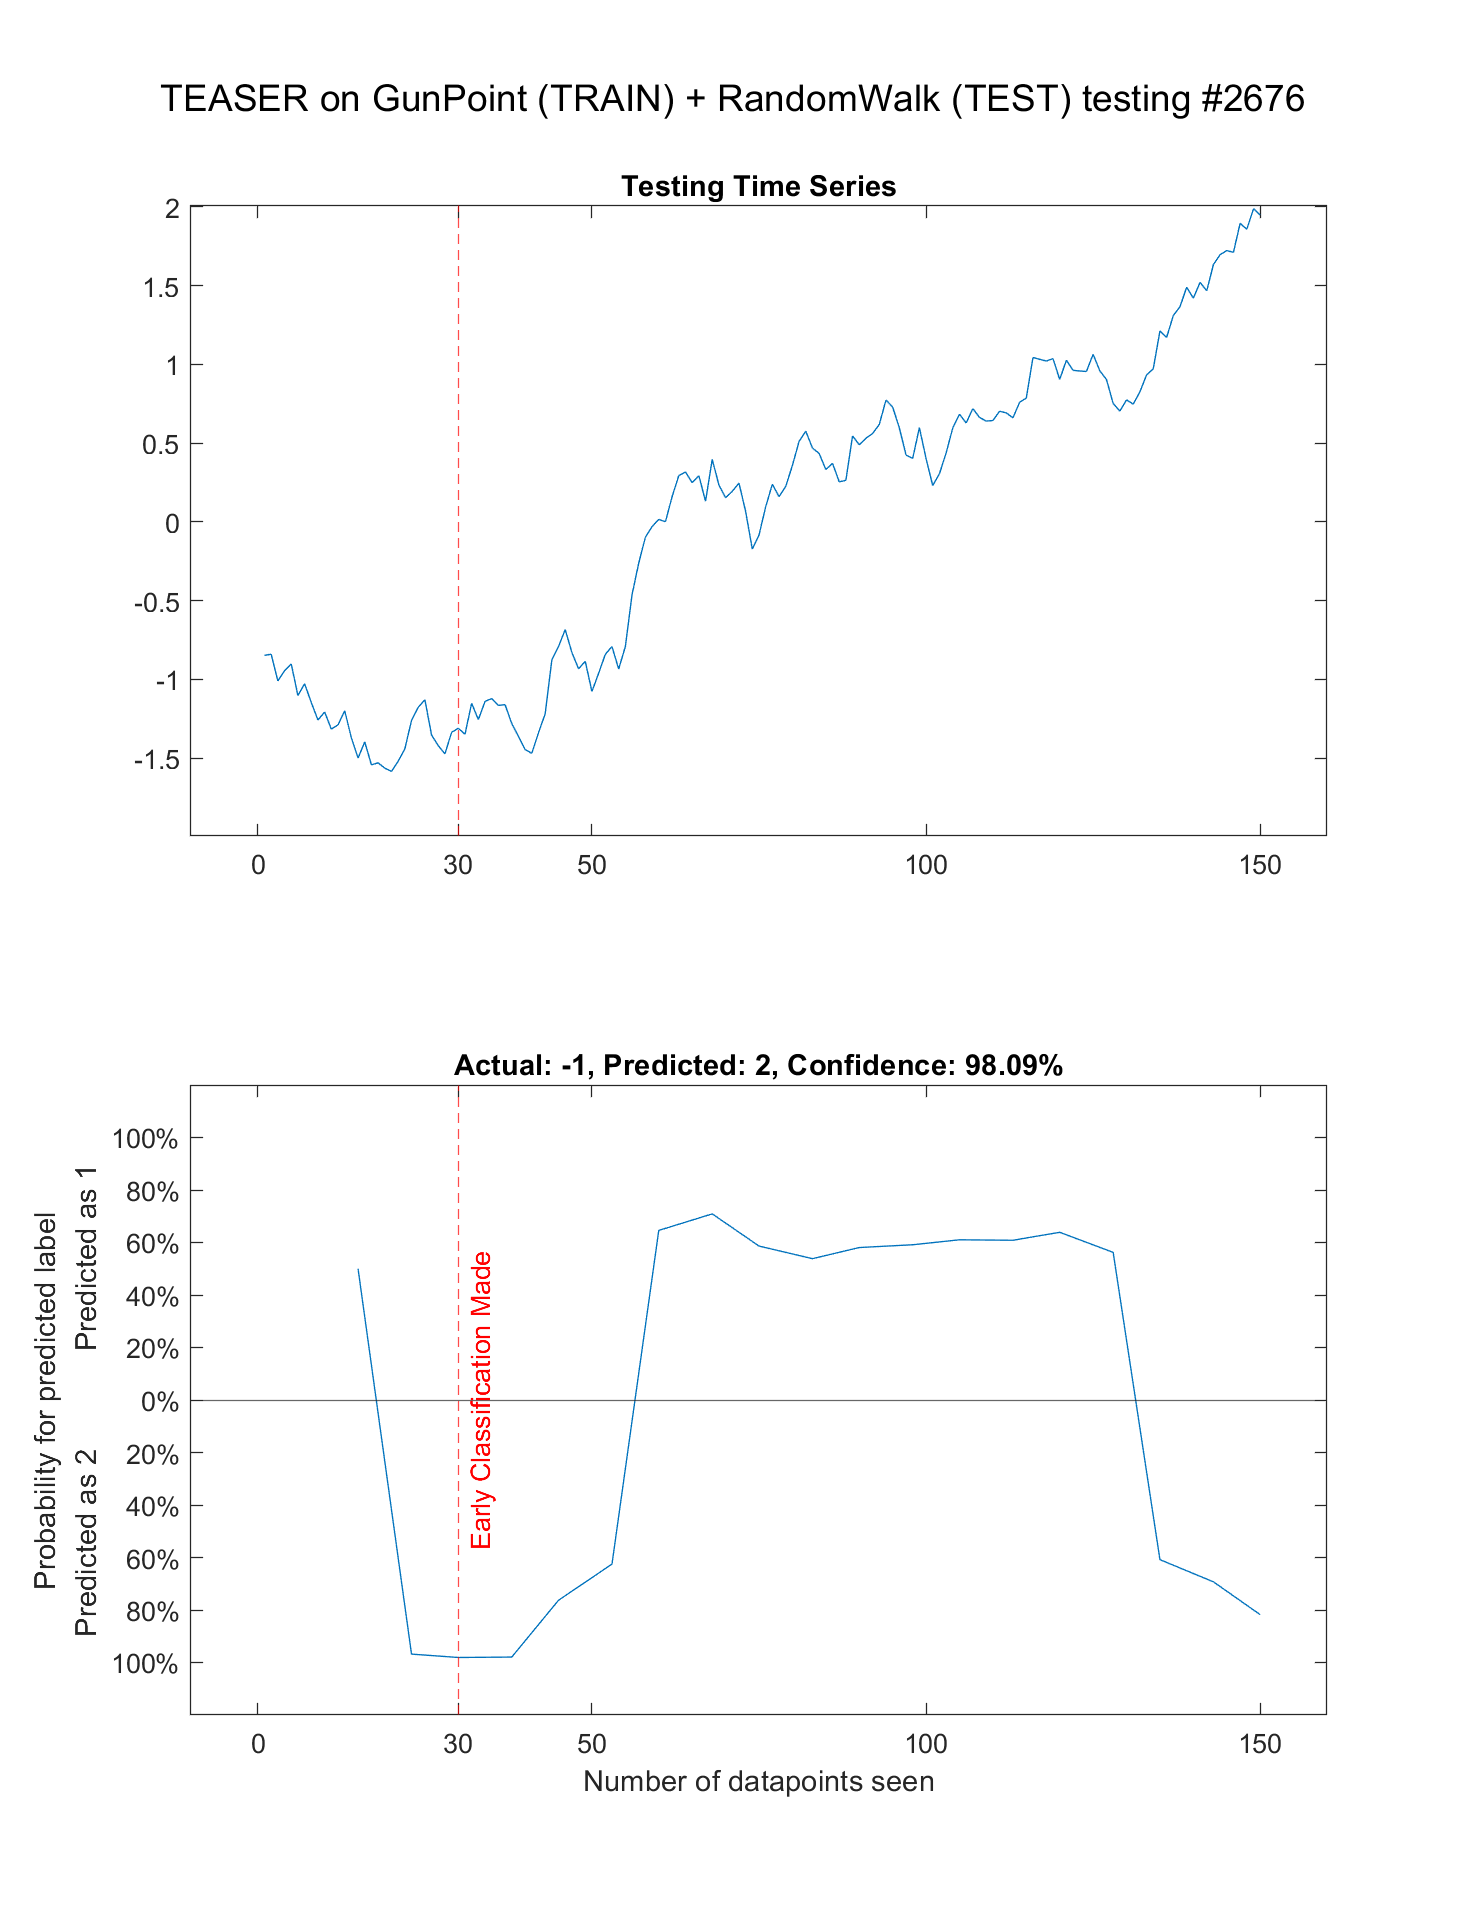 TEASER on GunPoint (TRAIN) + RandomWalk (TEST) testing #2676
Testing Time Series
2
1.5
1
0.5
0
-0.5
-1
-1.5
0 30 50 100 150
Actual: -1, Predicted: 2, Confidence: 98.09%
Probability for predicted label
Predicted as 2 Predicted as 1
100%
80%
60%
40%
20%
0%
20%
40%
60%
80%
100%
Early Classification Made
0 30 50 100 150
Number of datapoints seen